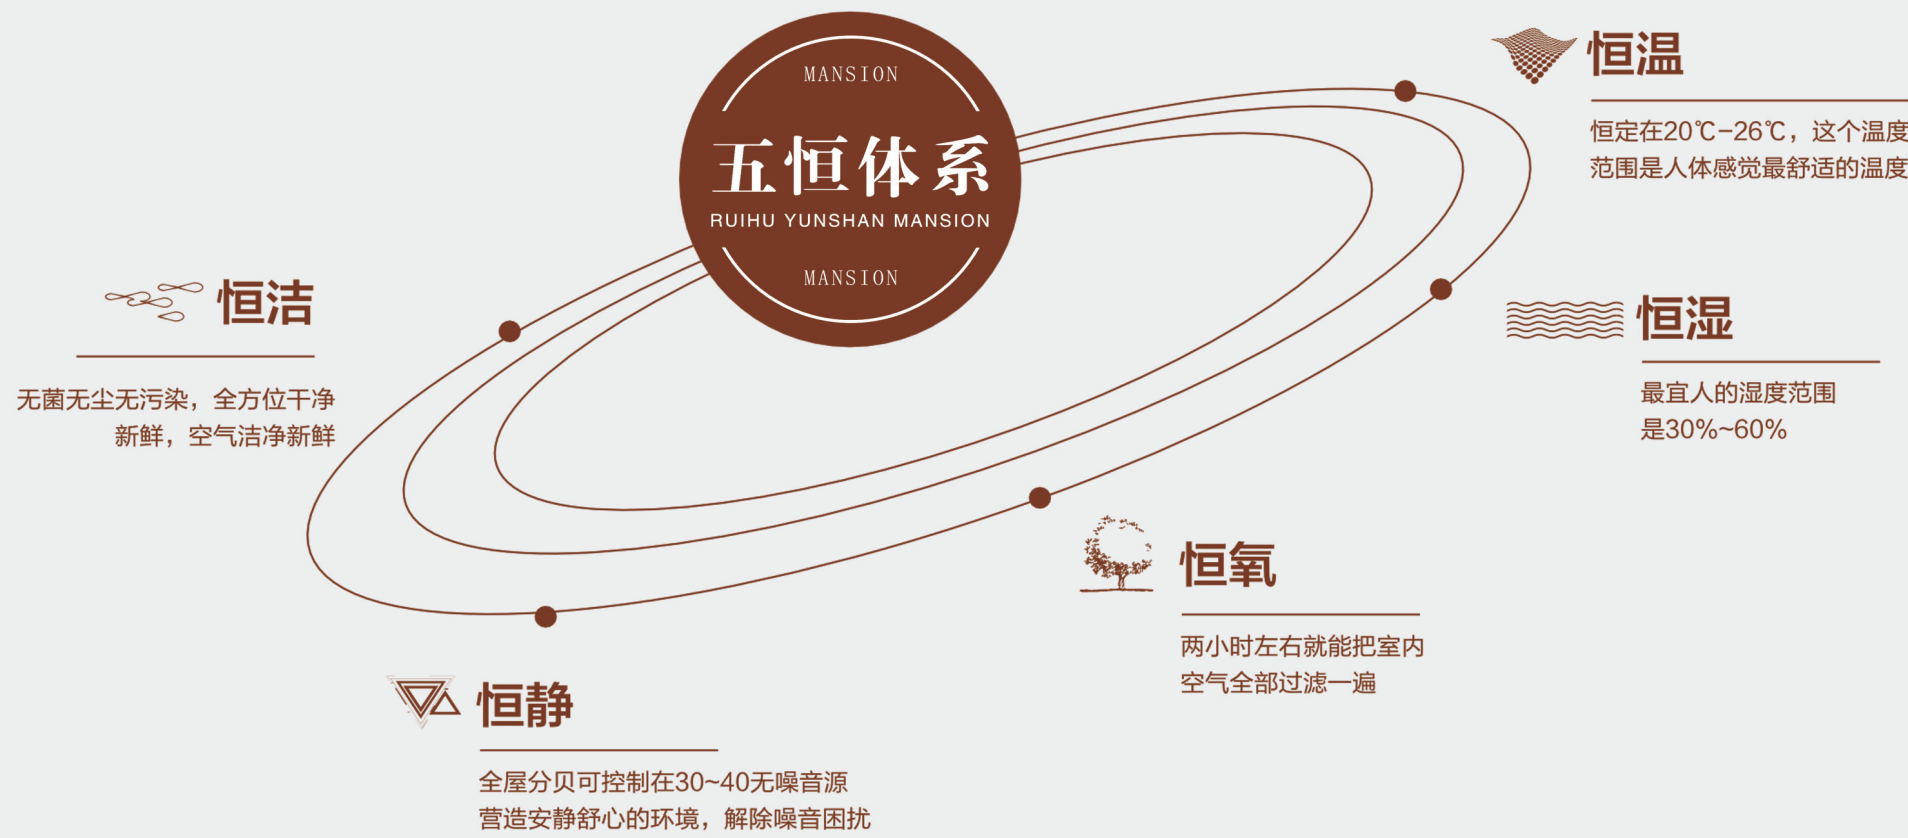 MANSION
五恒体系
RUIHU YUNSHAN MANSION
MANSION
恒温
恒定在20℃-26℃，这个温度
范围是人体感觉最舒适的温度
恒湿
最宜人的湿度范围
是30%~60%
恒氧
两小时左右就能把室内
空气全部过滤一遍
恒静
全屋分贝可控制在30~40无噪音源
营造安静舒心的环境，解除噪音困扰
恒洁
无菌无尘无污染，全方位干净
新鲜，空气洁净新鲜